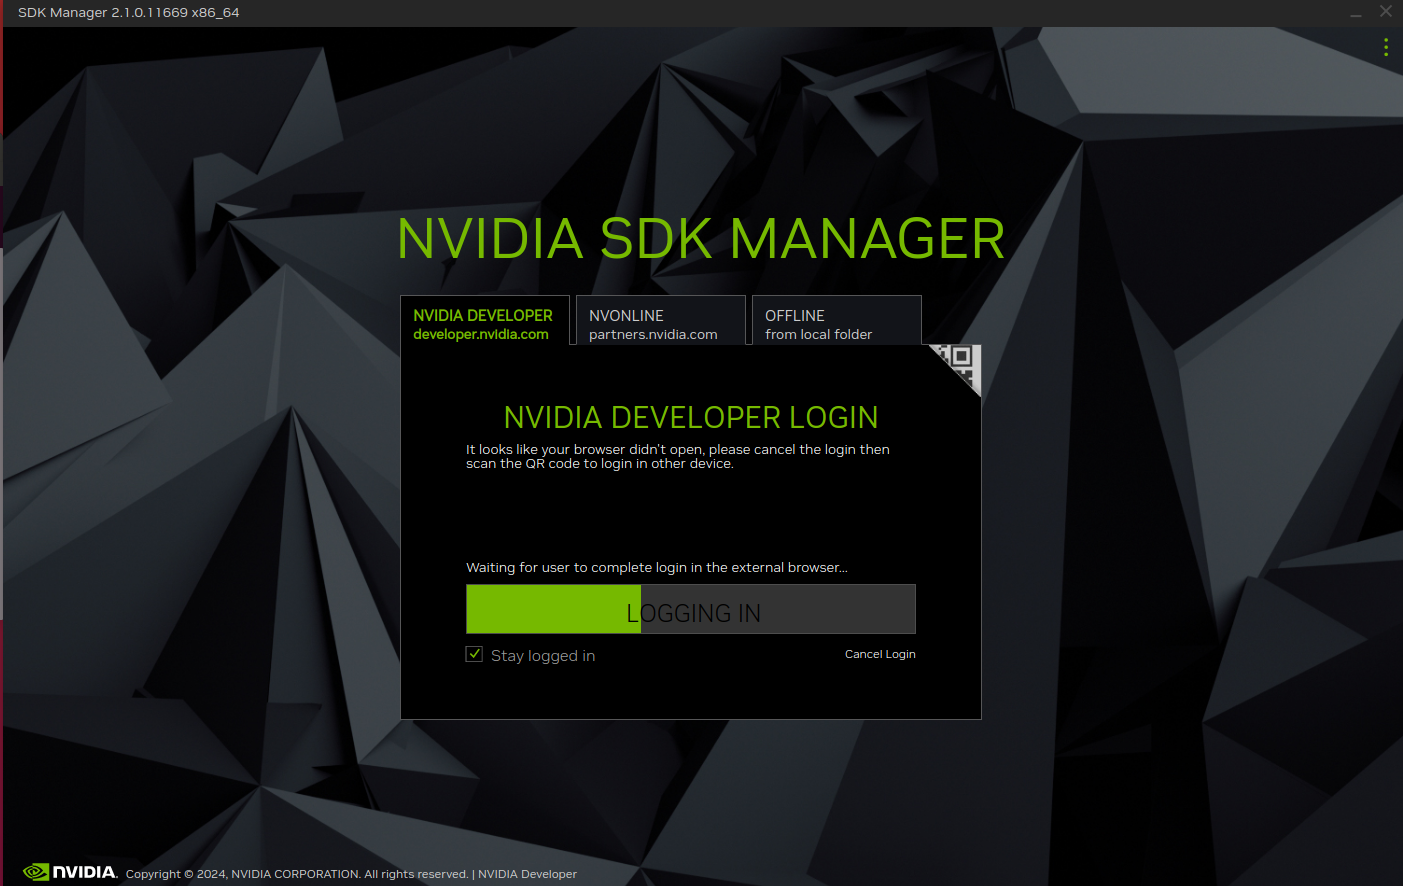 SDK Manager 2.1.0.11669 x86_64
NVIDIA SDK MANAGER
NVIDIA DEVELOPER
developer.nvidia.com
NVONLINE
partners.nvidia.com
OFFLINE
from local folder
NVIDIA DEVELOPER LOGIN
It looks like your browser didn't open, please cancel the login then
scan the QR code to login in other device.
Waiting for user to complete login in the external browser...
LOGGING IN
Stay logged in
Cancel Login
NVIDIA. Copyright © 2024, NVIDIA CORPORATION. All rights reserved. | NVIDIA Developer